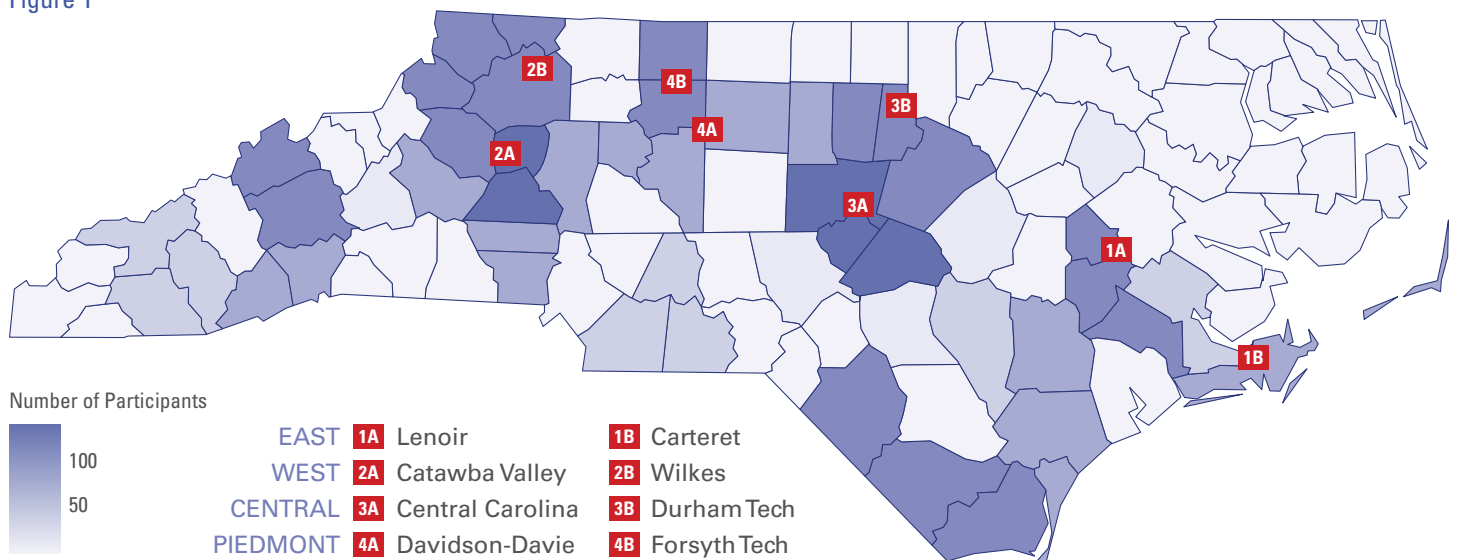 Figure 1
2B
4B
3B
4A
2A
3A
1A
1B
Number of Participants
100
50
EAST 1A Lenoir 1B Carteret
WEST 2A Catawba Valley 2B Wilkes
CENTRAL 3A Central Carolina 3B Durham Tech
PIEDMONT 4A Davidson-Davie 4B Forsyth Tech